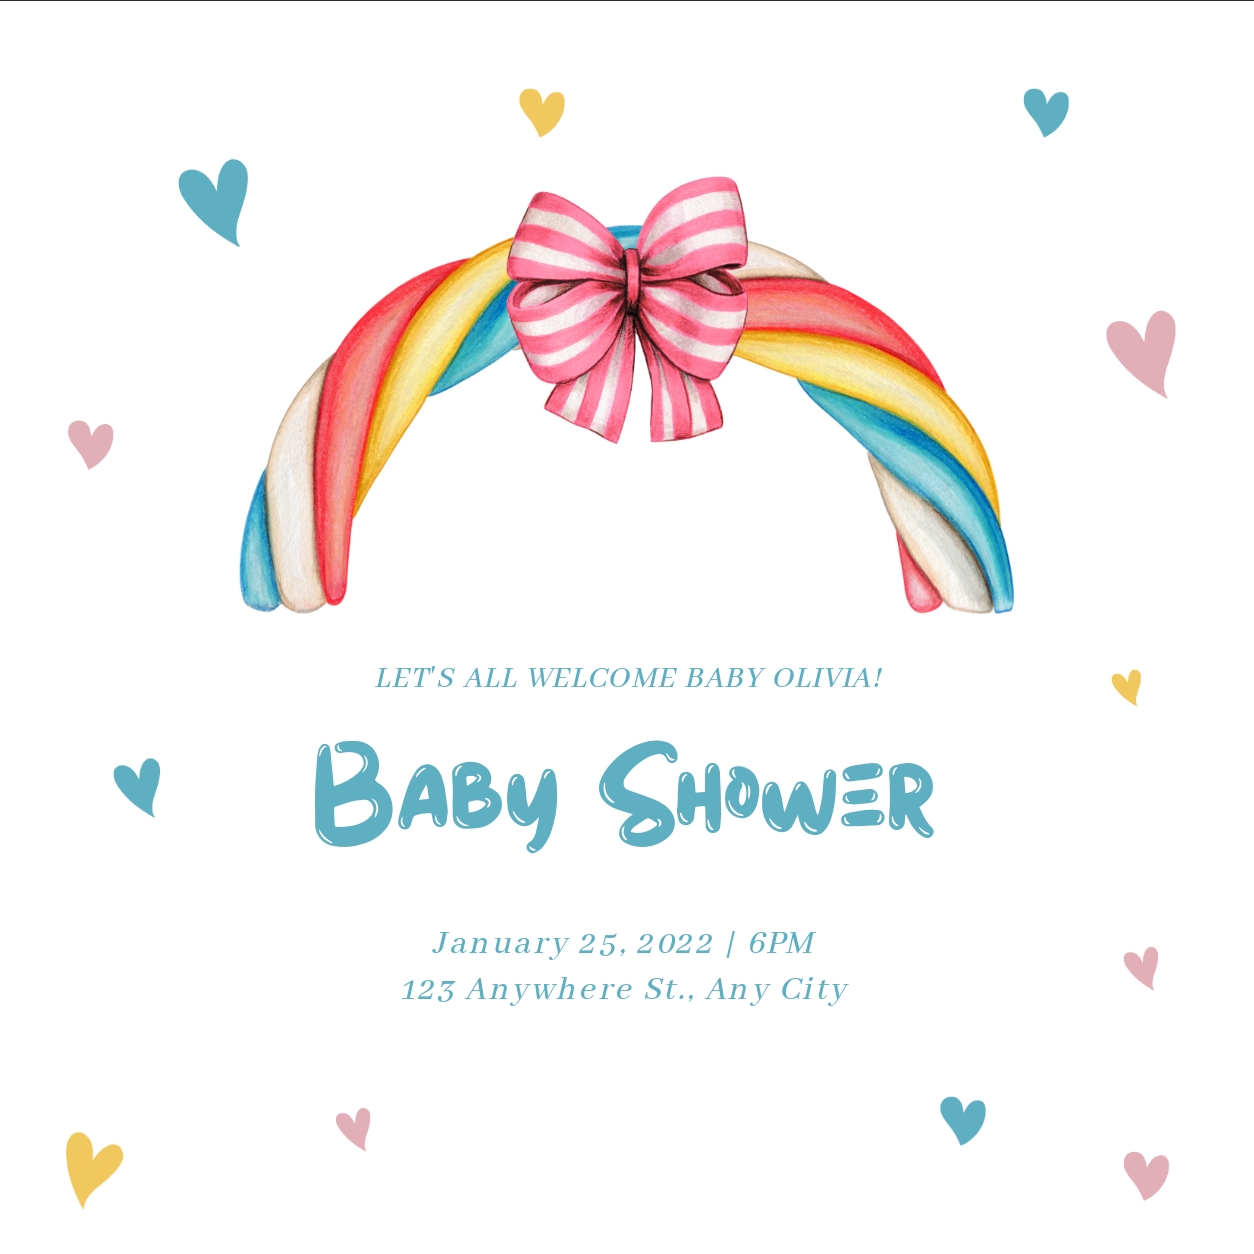 LET'S ALL WELCOME BABY OLIVIA!
BABY SHOWER
January 25, 2022 | 6PM
123 Anywhere St., Any City